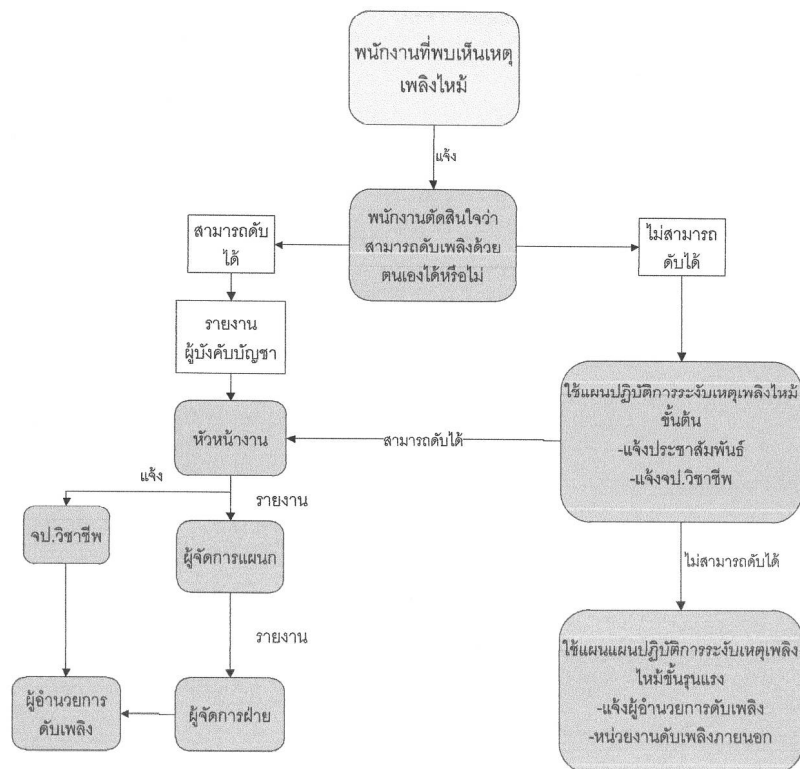 พนักงานที่พบเห็นเหตุ
เพลิงไหม้
แจ้ง
พนักงานตัดสินใจว่า
สามารถดับเพลิงด้วย
ตนเองได้หรือไม่
สามารถดับ
ได้
ไม่สามารถ
ดับได้
รายงาน
ผู้บังคับบัญชา
หัวหน้างาน
สามารถดับได้
ใช้แผนปฏิบัติการระงับเหตุเพลิงไหม้
ขั้นต้น
-แจ้งประชาสัมพันธ์
-แจ้งจป.วิชาชีพ
แจ้ง
รายงาน
จป.วิชาชีพ
ผู้จัดการแผนก
ไม่สามารถดับได้
รายงาน
ใช้แผนแผนปฏิบัติการระงับเหตุเพลิง
ไหม้ขั้นรุนแรง
-แจ้งผู้อำนวยการดับเพลิง
-หน่วยงานดับเพลิงภายนอก
ผู้อำนวยการ
ดับเพลิง
ผู้จัดการฝ่าย